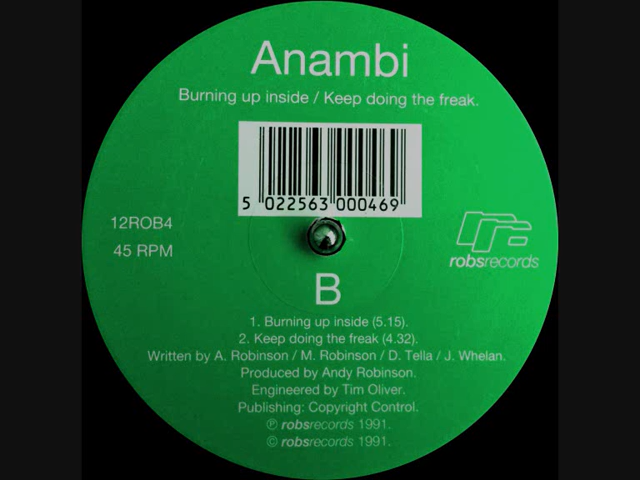 Anambi
Burning up inside / Keep doing the freak.
5 022563 000469
12ROB4
45 RPM
robsrecords
B
1. Burning up inside (5.15).
2. Keep doing the freak (4.32).
Written by A. Robinson / M. Robinson / D. Tella / J. Whelan.
Produced by Andy Robinson.
Engineered by Tim Oliver.
Publishing: Copyright Control.
℗ robsrecords 1991.
© robsrecords 1991.